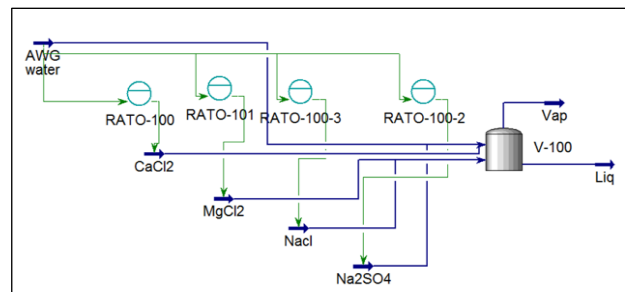 AWG
water
RATO-100
RATO-101
RATO-100-3
RATO-100-2
Vap
V-100
CaCl2
Liq
MgCl2
Nacl
Na2SO4